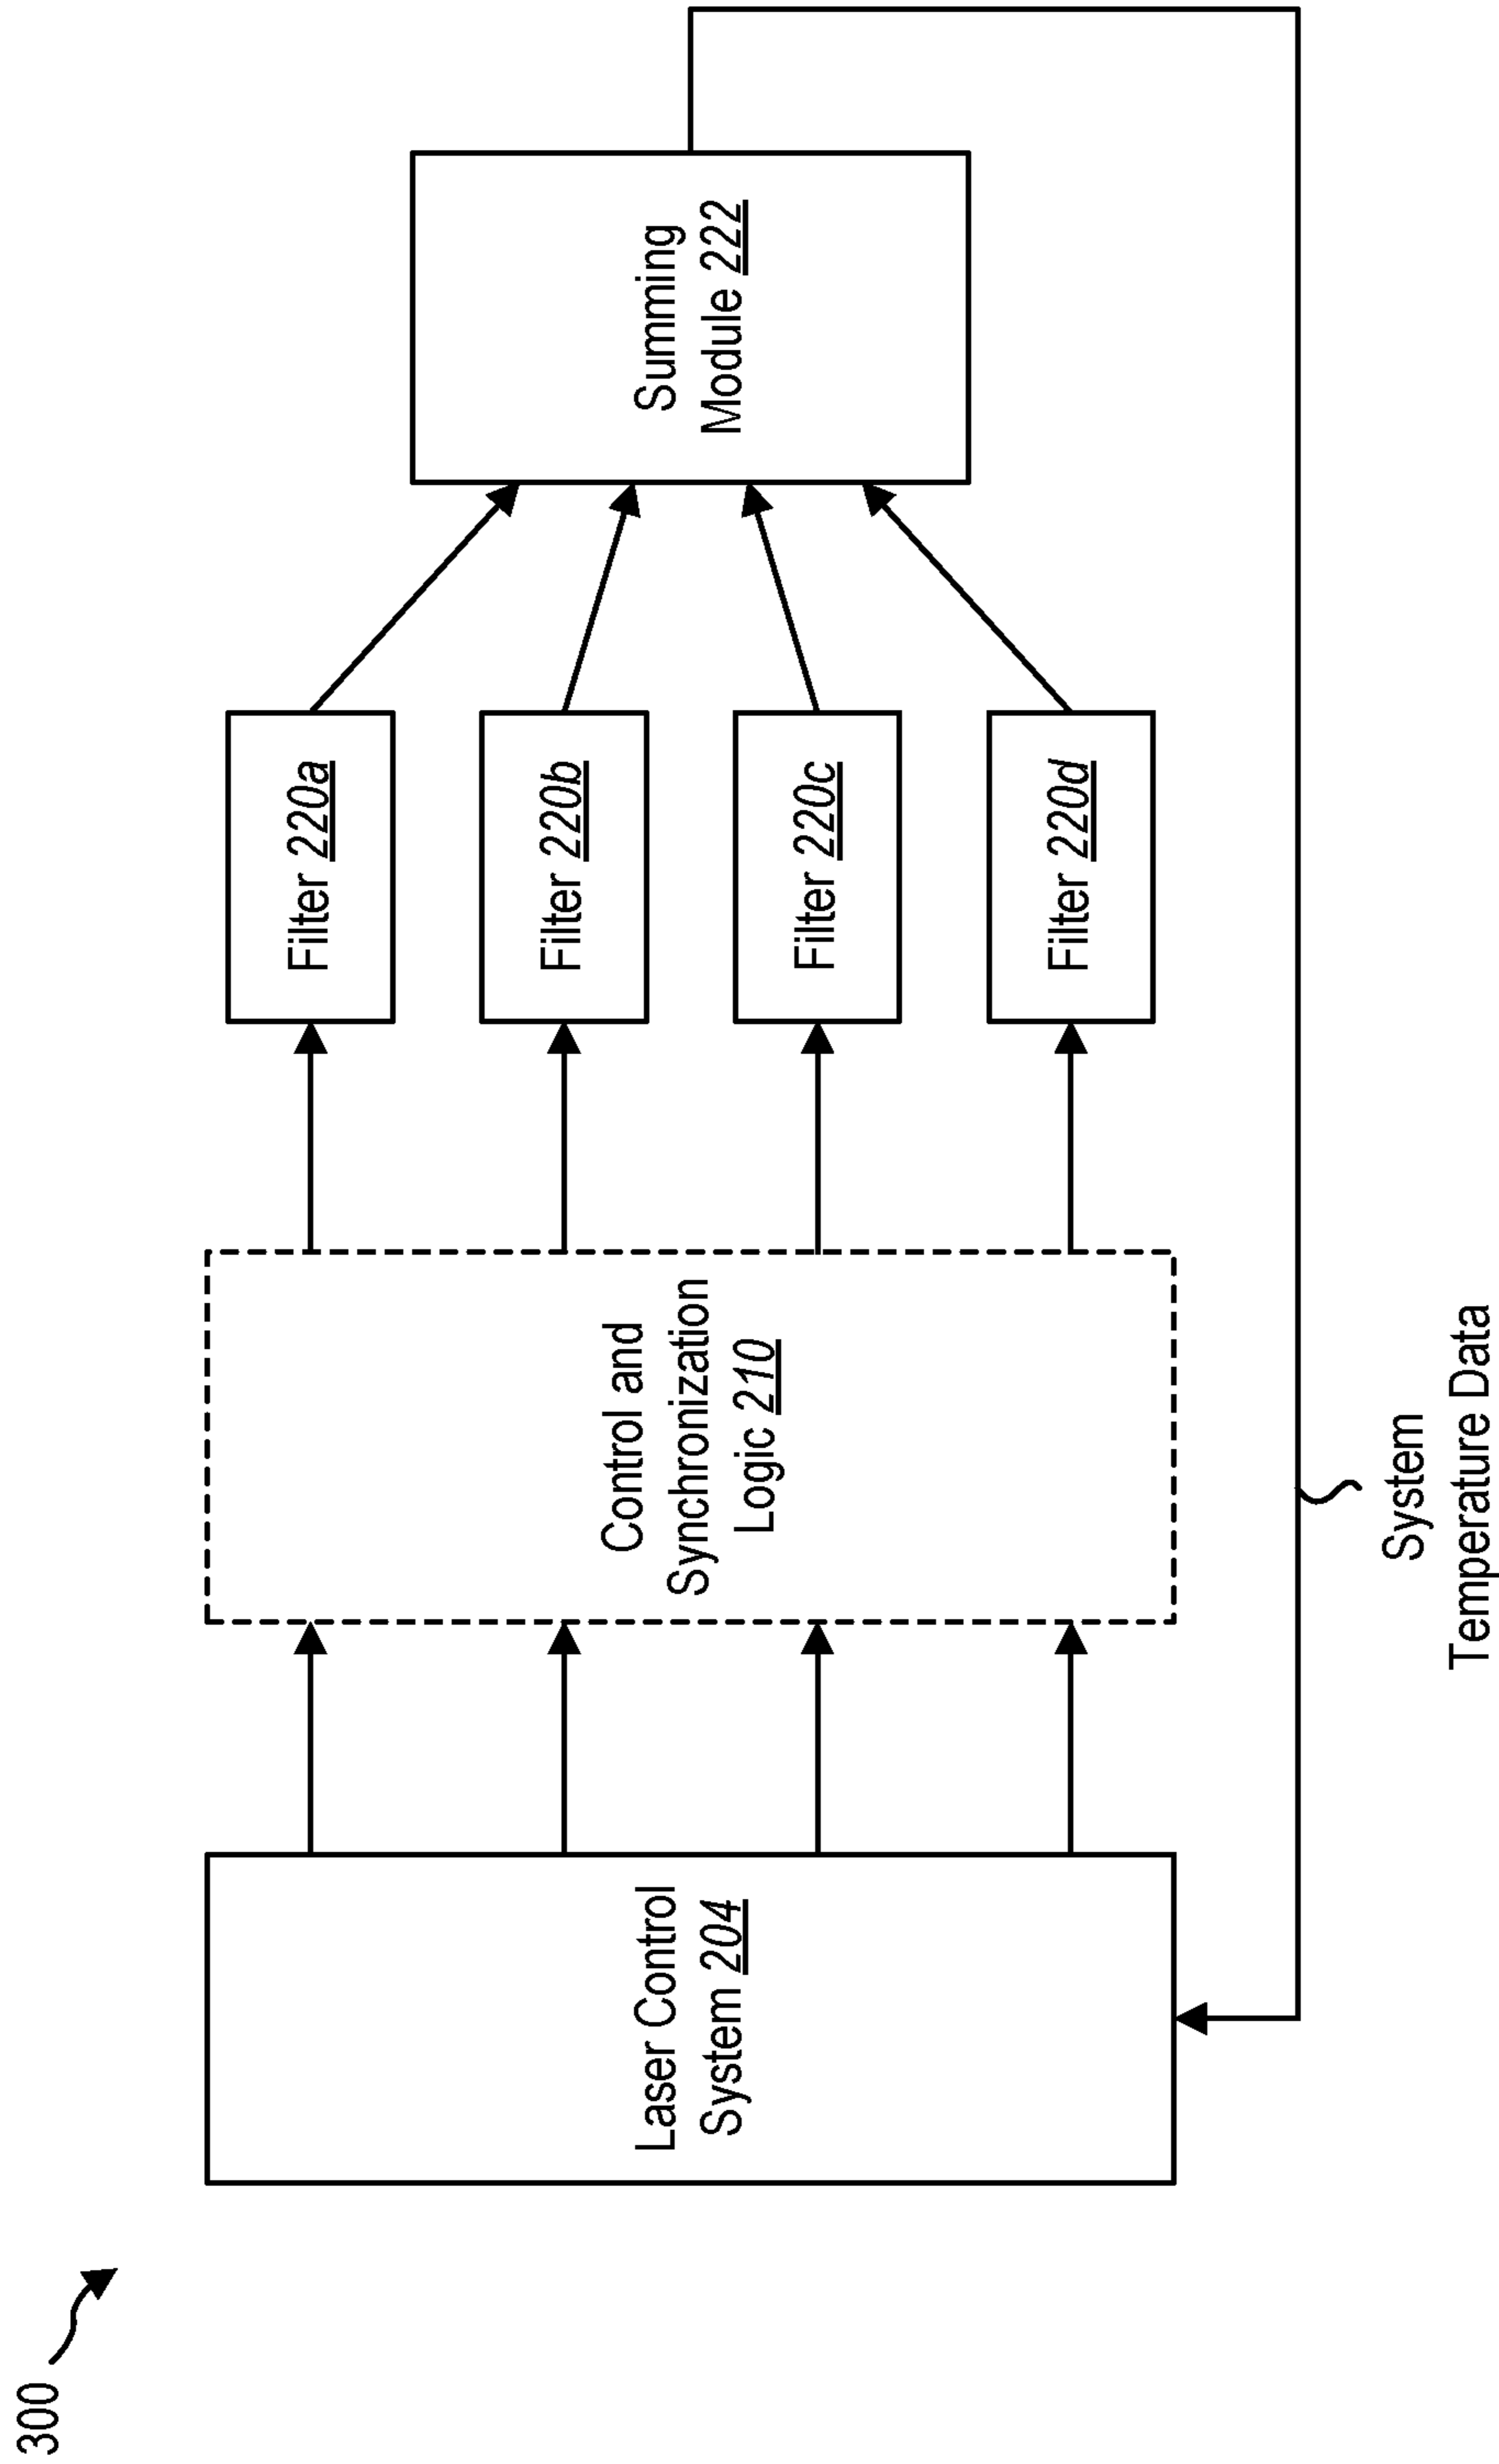 300
Laser Control
System 204
Control and
Synchronization
Logic 210
Filter 220a
Filter 220b
Filter 220c
Filter 220d
Summing
Module 222
System
Temperature Data